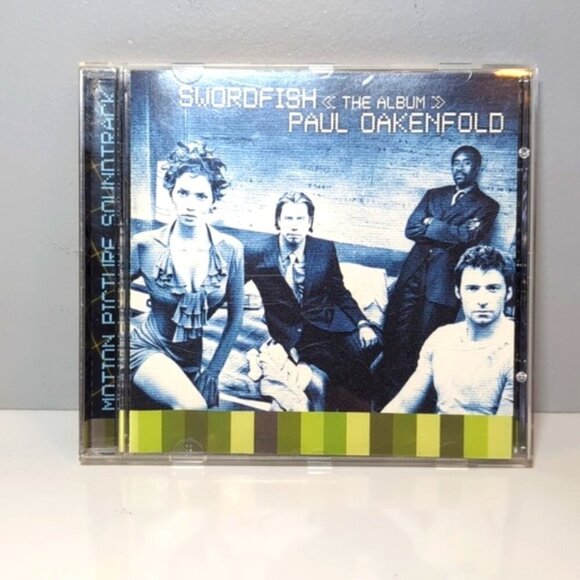 SWORDFISH << THE ALBUM >>
PAUL OAKENFOLD
MOTION PICTURE SOUNDTRACK